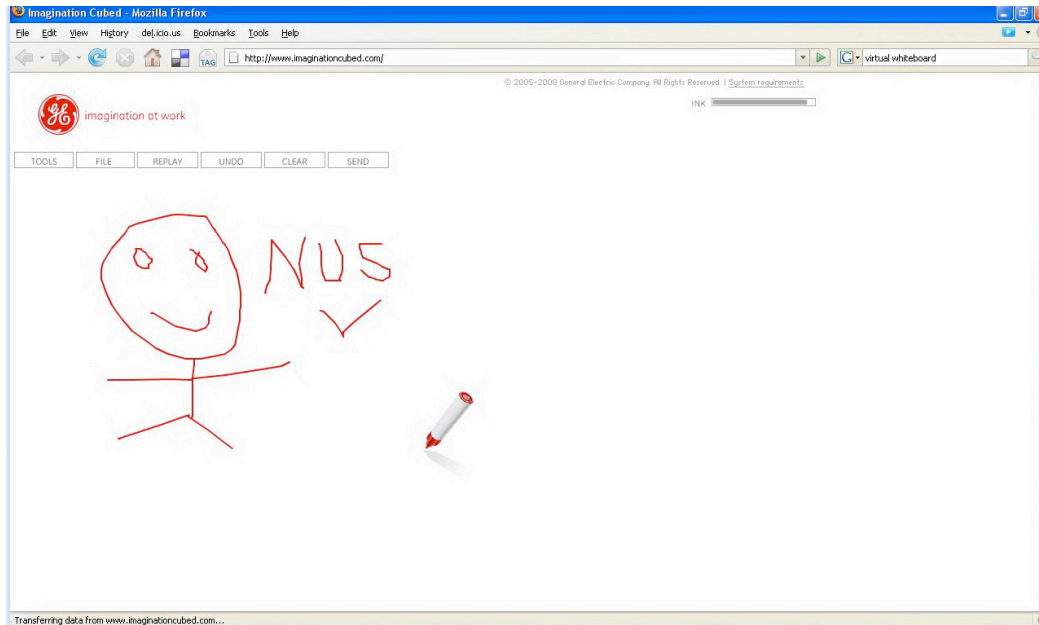 Imagination Cubed - Mozilla Firefox
File Edit View History del.icio.us Bookmarks Tools Help
TAG http://www.imaginationcubed.com/ G virtual whiteboard
© 2005-2008 General Electric Company. All Rights Reserved. | System requirements
INK
GE imagination at work
TOOLS FILE REPLAY UNDO CLEAR SEND
NUS
Transferring data from www.imaginationcubed.com...